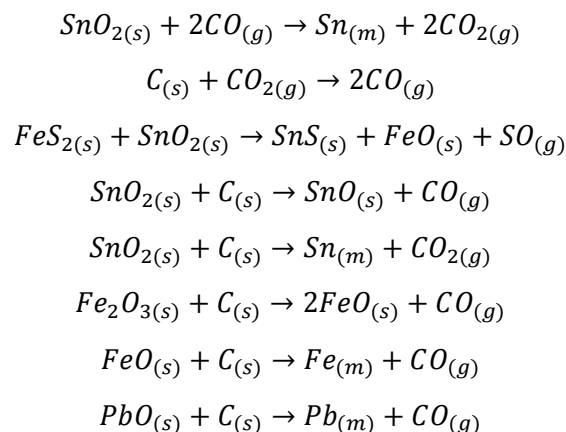 SnO₂₍ₛ₎ + 2CO₍g₎ → Sn₍ₘ₎ + 2CO₂₍g₎
C₍ₛ₎ + CO₂₍g₎ → 2CO₍g₎
FeS₂₍ₛ₎ + SnO₂₍ₛ₎ → SnS₍ₛ₎ + FeO₍ₛ₎ + SO₍g₎
SnO₂₍ₛ₎ + C₍ₛ₎ → SnO₍ₛ₎ + CO₍g₎
SnO₂₍ₛ₎ + C₍ₛ₎ → Sn₍ₘ₎ + CO₂₍g₎
Fe₂O₃₍ₛ₎ + C₍ₛ₎ → 2FeO₍ₛ₎ + CO₍g₎
FeO₍ₛ₎ + C₍ₛ₎ → Fe₍ₘ₎ + CO₍g₎
PbO₍ₛ₎ + C₍ₛ₎ → Pb₍ₘ₎ + CO₍g₎